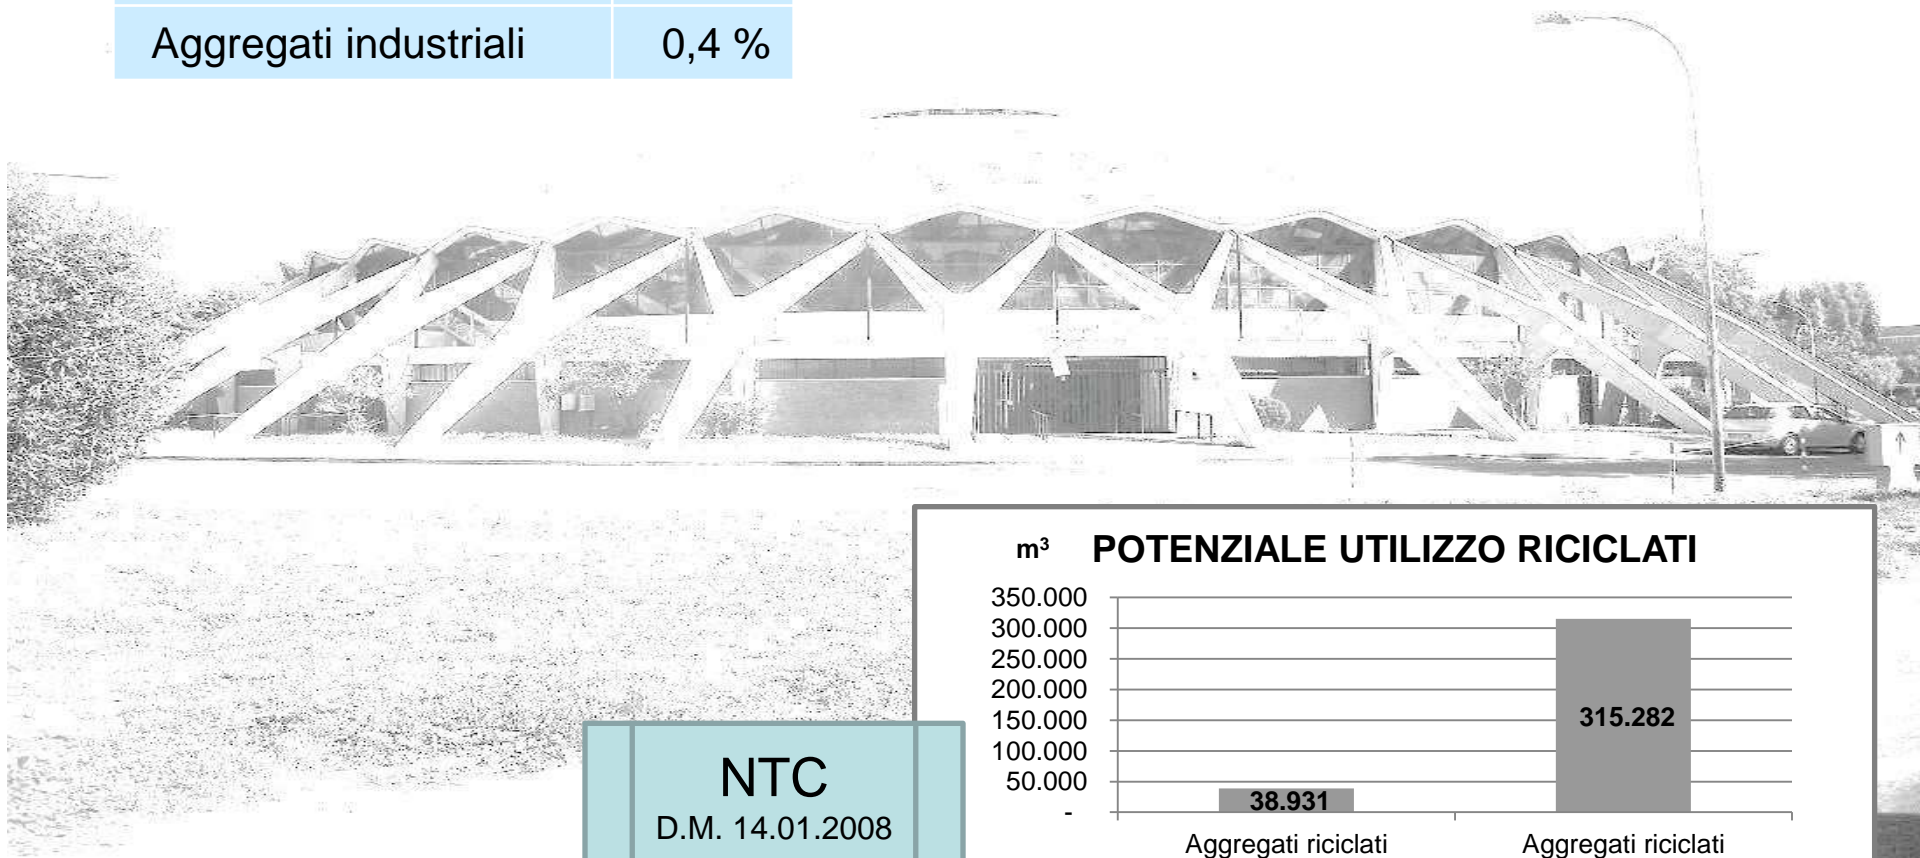 Aggregati industriali 0,4 %
m³ POTENZIALE UTILIZZO RICICLATI
350.000
300.000
250.000
200.000
150.000
100.000
50.000
-
315.282
38.931
Aggregati riciclati Aggregati riciclati
NTC
D.M. 14.01.2008